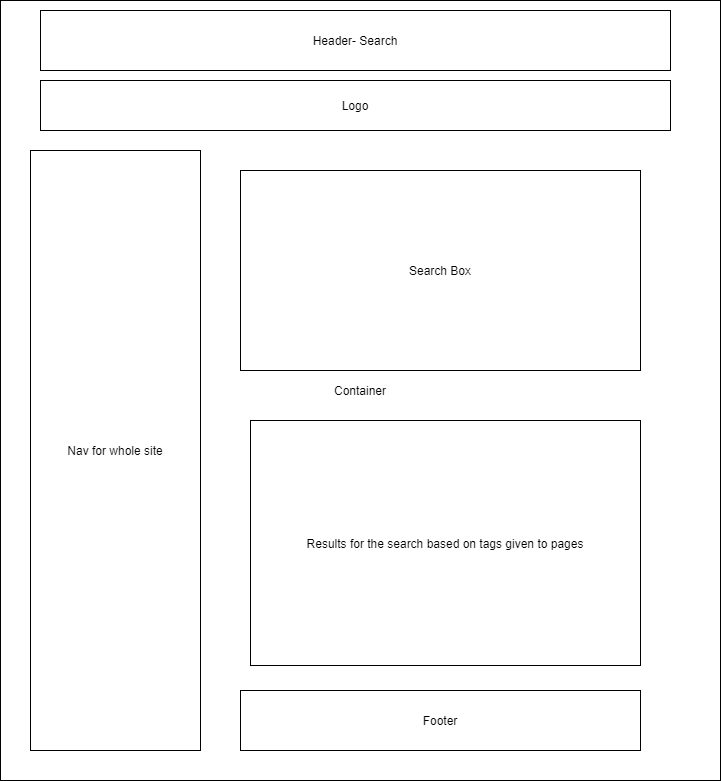 Header- Search
Logo
Search Box
Container
Nav for whole site
Results for the search based on tags given to pages
Footer